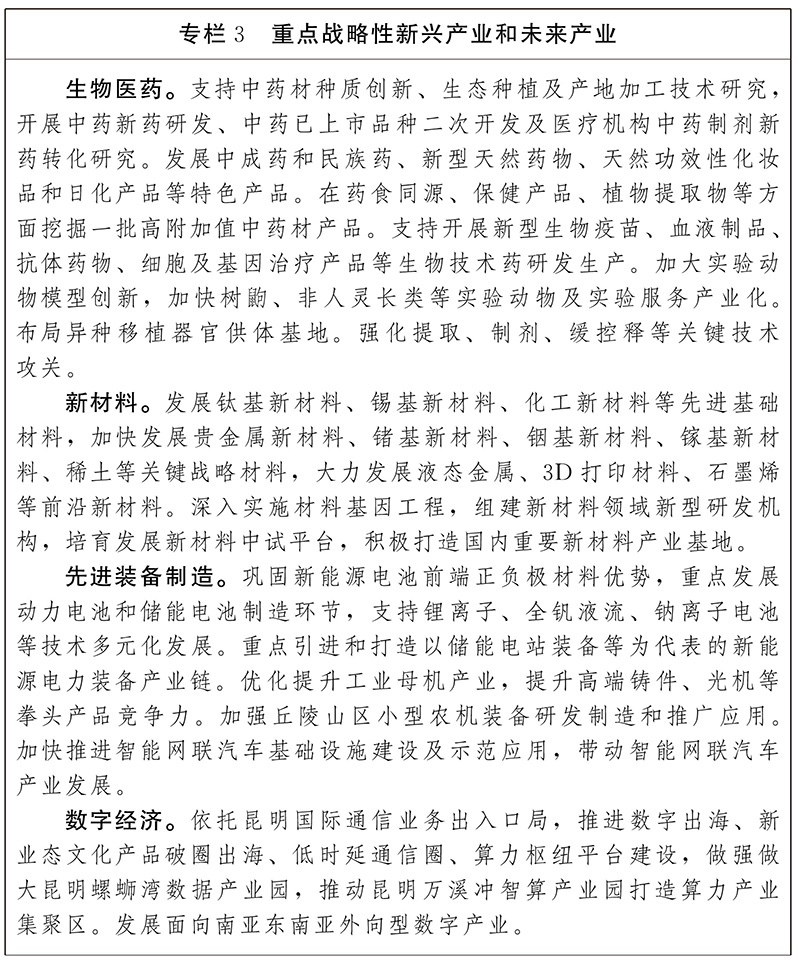 专栏 3　重点战略性新兴产业和未来产业
生物医药。支持中药材种质创新、生态种植及产地加工技术研究，
开展中药新药研发、中药已上市品种二次开发及医疗机构中药制剂新
药转化研究。发展中成药和民族药、新型天然药物、天然功效性化妆
品和日化产品等特色产品。在药食同源、保健产品、植物提取物等方
面挖掘一批高附加值中药材产品。支持开展新型生物疫苗、血液制品、
抗体药物、细胞及基因治疗产品等生物技术药研发生产。加大实验动
物模型创新，加快树鼩、非人灵长类等实验动物及实验服务产业化。
布局异种移植器官供体基地。强化提取、制剂、缓控释等关键技术
攻关。
新材料。发展钛基新材料、锡基新材料、化工新材料等先进基础
材料，加快发展贵金属新材料、锗基新材料、铟基新材料、镓基新材
料、稀土等关键战略材料，大力发展液态金属、3D 打印材料、石墨烯
等前沿新材料。深入实施材料基因工程，组建新材料领域新型研发机
构，培育发展新材料中试平台，积极打造国内重要新材料产业基地。
先进装备制造。巩固新能源电池前端正负极材料优势，重点发展
动力电池和储能电池制造环节，支持锂离子、全钒液流、钠离子电池
等技术多元化发展。重点引进和打造以储能电站装备等为代表的新能
源电力装备产业链。优化提升工业母机产业，提升高端铸件、光机等
拳头产品竞争力。加强丘陵山区小型农机装备研发制造和推广应用。
加快推进智能网联汽车基础设施建设及示范应用，带动智能网联汽车
产业发展。
数字经济。依托昆明国际通信业务出入口局，推进数字出海、新
业态文化产品破圈出海、低时延通信圈、算力枢纽平台建设，做强做
大昆明螺蛳湾数据产业园，推动昆明万溪冲智算产业园打造算力产业
集聚区。发展面向南亚东南亚外向型数字产业。